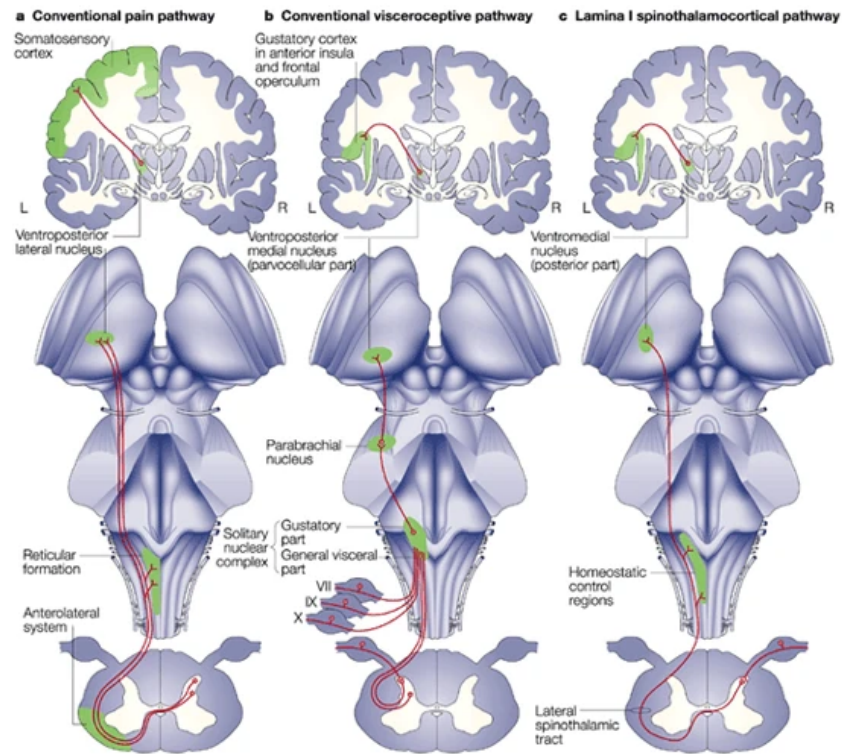 a Conventional pain pathway
Somatosensory
cortex
L
R
Ventroposterior
lateral nucleus
Reticular
formation
Anterolateral
system
b Conventional visceroceptive pathway
Gustatory cortex
in anterior insula
and frontal
operculum
L
R
Ventroposterior
medial nucleus
(parvocellular part)
Parabrachial
nucleus
Solitary
nuclear
complex
Gustatory
part
General visceral
part
VII
IX
X
c Lamina I spinothalamocortical pathway
L
R
Ventromedial
nucleus
(posterior part)
Homeostatic
control
regions
Lateral
spinothalamic
tract